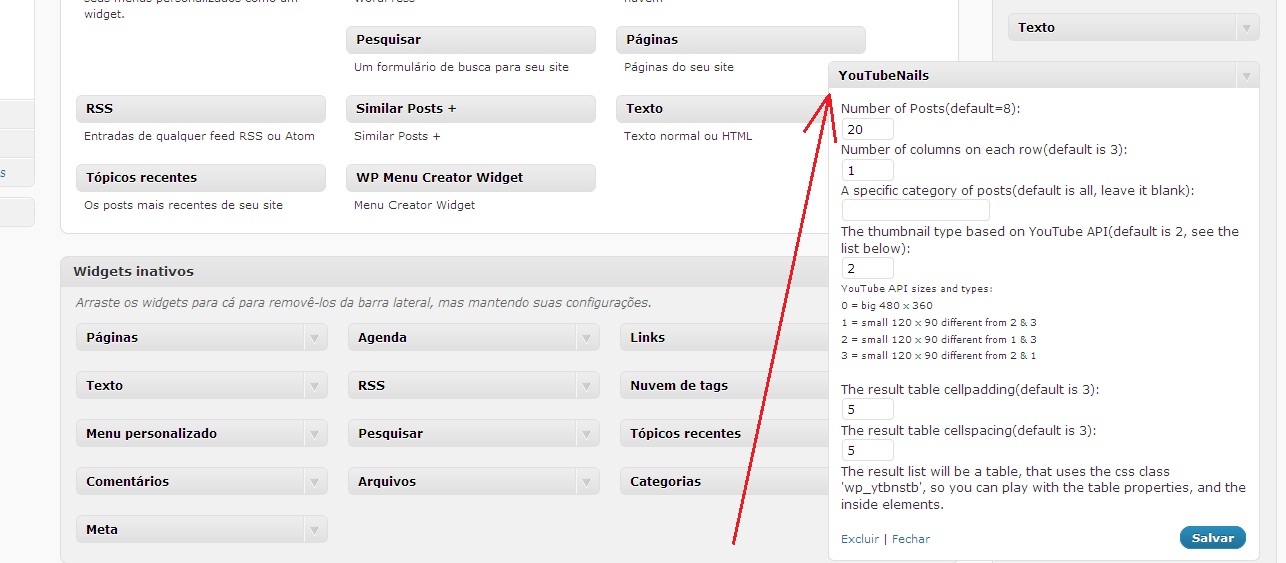 widget.
Pesquisar
Um formulário de busca para seu site
Páginas
Páginas do seu site
RSS
Entradas de qualquer feed RSS ou Atom
Similar Posts +
Similar Posts +
Texto
Texto normal ou HTML
Tópicos recentes
Os posts mais recentes de seu site
WP Menu Creator Widget
Menu Creator Widget
Widgets inativos
Arraste os widgets para cá para removê-los da barra lateral, mas mantendo suas configurações.
Páginas
Agenda
Links
Texto
RSS
Nuvem de tags
Menu personalizado
Pesquisar
Tópicos recentes
Comentários
Arquivos
Categorias
Meta
Texto
YouTubeNails
Number of Posts(default=8):
20
Number of columns on each row(default is 3):
1
A specific category of posts(default is all, leave it blank):
The thumbnail type based on YouTube API(default is 2, see the
list below):
2
YouTube API sizes and types:
0 = big 480 x 360
1 = small 120 x 90 different from 2 & 3
2 = small 120 x 90 different from 1 & 3
3 = small 120 x 90 different from 2 & 1
The result table cellpadding(default is 3):
5
The result table cellspacing(default is 3):
5
The result list will be a table, that uses the css class
'wp_ytbnstb', so you can play with the table properties, and the
inside elements.
Excluir | Fechar
Salvar